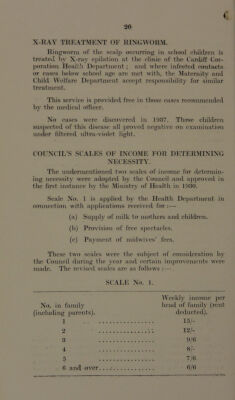 20
X-RAY TREATMENT OF RINGWORM.
Ringworm of the scalp occurring in school children is
treated by X-ray epilation at the clinic of the Cardiff Cor-
poration Health Department; and where infected contacts
or cases below school age are met with, the Maternity and
Child Welfare Department accept responsibility for similar
treatment.
This service is provided free in those cases recommended
by the medical officer.
No cases were discovered in 1937. Three children
suspected of this disease all proved negative on examination
under filtered ultra-violet light.
COUNCIL'S SCALES OF INCOME FOR DETERMINING
NECESSITY.
The undermentioned two scales of income for determin-
ing necessity were adopted by the Council and approved in
the first instance by the Ministry of Health in 1930.
Scale No. 1 is applied by the Health Department in
connection with applications received for :—
(a) Supply of milk to mothers and children.
(b) Provision of free spectacles.
(c) Payment of midwives' fees.
These two scales were the subject of consideration by
the Council during the year and certain improvements were
made. The revised scales are as follows :—
SCALE No. 1.
Weekly income per
No. in family head of family (rent
(including parents). deducted).
1 .................. 13/-
2 .................. 12/-
3 .................. 9/6
4 .................. 8/-
5 .................. 7/6
6 and over .................. 6/6